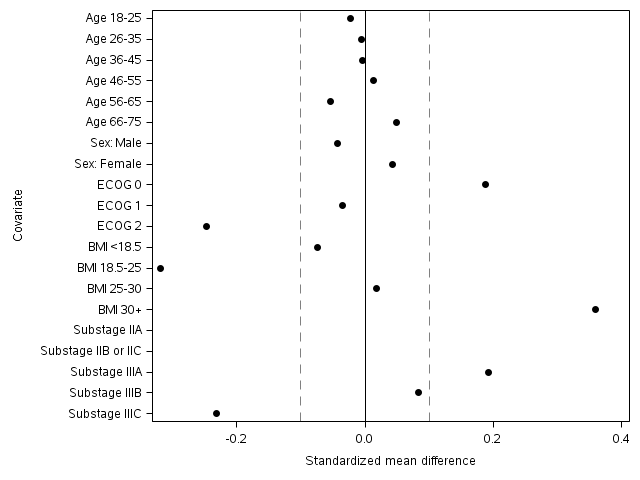 Age 18-25
Age 26-35
Age 36-45
Age 46-55
Age 56-65
Age 66-75
Sex: Male
Sex: Female
ECOG 0
ECOG 1
ECOG 2
BMI <18.5
BMI 18.5-25
BMI 25-30
BMI 30+
Substage IIA
Substage IIB or IIC
Substage IIIA
Substage IIIB
Substage IIIC
Covariate
-0.2 0.0 0.2 0.4
Standardized mean difference